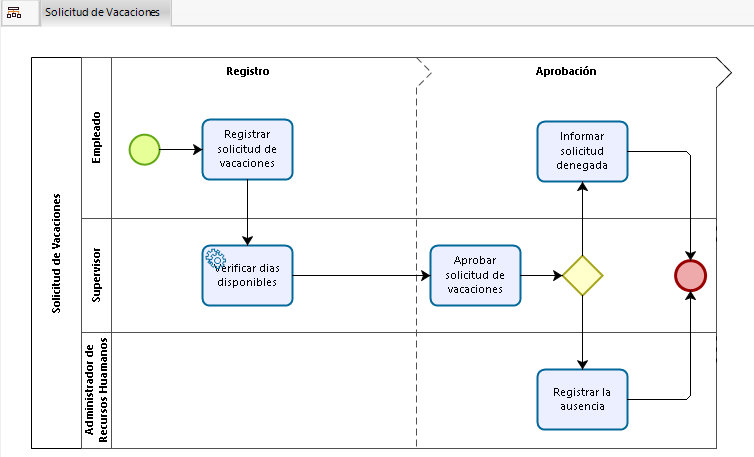 Solicitud de Vacaciones
Registro
Aprobación
Solicitud de Vacaciones
Empleado
Registrar
solicitud de
vacaciones
Informar
solicitud
denegada
Supervisor
Verificar dias
disponibles
Aprobar
solicitud de
vacaciones
Administrador de
Recursos Huamanos
Registrar la
ausencia